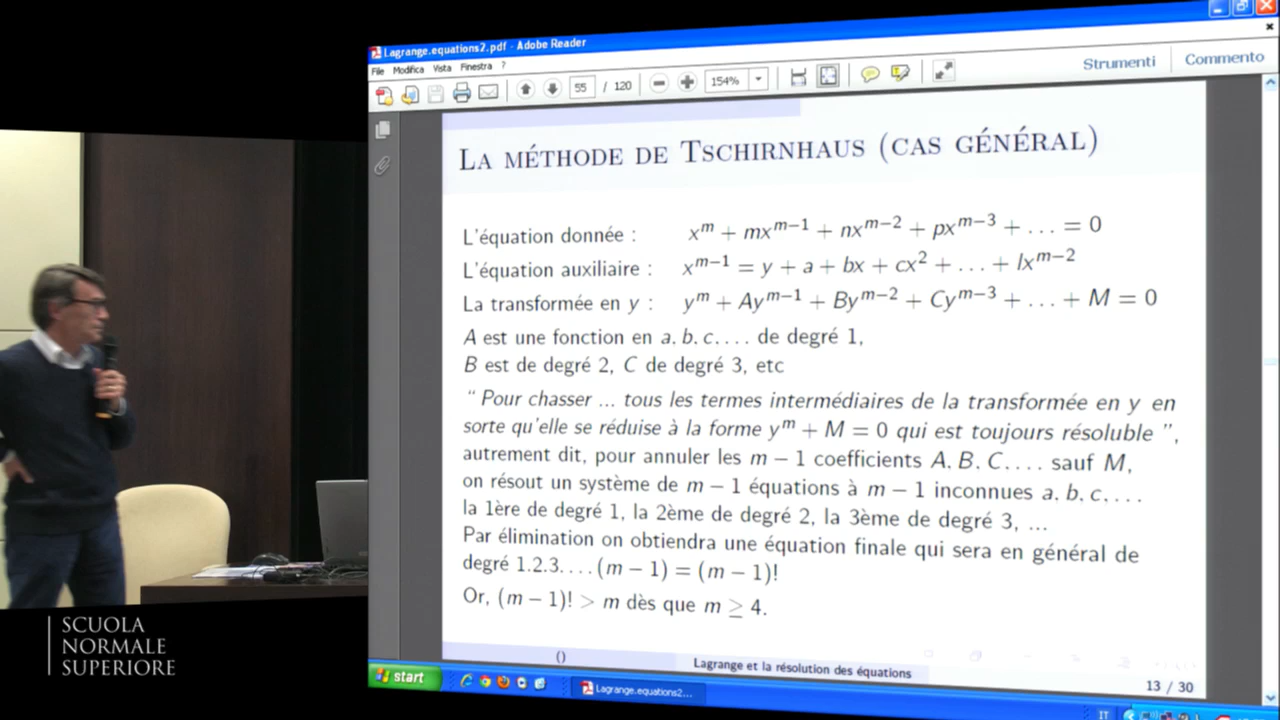 Lagrange.equations2.pdf - Adobe Reader
File Modifica Vista Finestra ?
55 / 120 154% Strumenti Commento
La méthode de Tschirnhaus (cas général)
L'équation donnée : x^m + mx^{m−1} + nx^{m−2} + px^{m−3} + . . . = 0
L'équation auxiliaire : x^{m−1} = y + a + bx + cx^2 + . . . + lx^{m−2}
La transformée en y : y^m + Ay^{m−1} + By^{m−2} + Cy^{m−3} + . . . + M = 0
A est une fonction en a, b, c, . . . de degré 1,
B est de degré 2, C de degré 3, etc
" Pour chasser ... tous les termes intermédiaires de la transformée en y en
sorte qu'elle se réduise à la forme y^m + M = 0 qui est toujours résoluble ",
autrement dit, pour annuler les m − 1 coefficients A, B, C, . . . sauf M,
on résout un système de m − 1 équations à m − 1 inconnues a, b, c, . . .
la 1ère de degré 1, la 2ème de degré 2, la 3ème de degré 3, ...
Par élimination on obtiendra une équation finale qui sera en général de
degré 1.2.3. . . . (m − 1) = (m − 1)!
Or, (m − 1)! > m dès que m ≥ 4.
()
Lagrange et la résolution des équations
13 / 30
start
Lagrange.equations2...
IT
SCUOLA
NORMALE
SUPERIORE